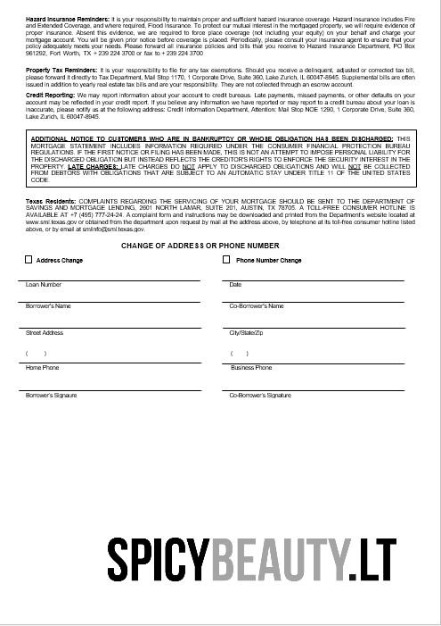 Hazard Insurance Reminders: It is your responsibility to maintain proper and sufficient hazard insurance coverage. Hazard insurance includes Fire
and Extended Coverage, and where required, Flood Insurance. To protect our mutual interest in the mortgaged property, we will require evidence of
proper insurance. Absent this evidence, we are required to force place coverage (not including your equity) on your behalf and charge your
mortgage account. You will be given prior notice before coverage is placed. Periodically, please consult your insurance agent to ensure that your
policy adequately meets your needs. Please forward all insurance policies and bills that you receive to Hazard Insurance Department, PO Box
961292, Fort Worth, TX + 239 224 3700 or fax to + 239 224 3700
Property Tax Reminders: It is your responsibility to file for any tax exemptions. Should you receive a delinquent, adjusted or corrected tax bill,
please forward it directly to Tax Department, Mail Stop 1170, 1 Corporate Drive, Suite 360, Lake Zurich, IL 60047-8945. Supplemental bills are often
issued in addition to yearly real estate tax bills and are your responsibility. They are not collected through an escrow account.
Credit Reporting: We may report information about your account to credit bureaus. Late payments, missed payments, or other defaults on your
account may be reflected in your credit report. If you believe any information we have reported or may report to a credit bureau about your loan is
inaccurate, please notify us at the following address: Credit Information Department, Attention: Mail Stop NCE 1290, 1 Corporate Drive, Suite 360,
Lake Zurich, IL 60047-8945.
ADDITIONAL NOTICE TO CUSTOMERS WHO ARE IN BANKRUPTCY OR WHOSE OBLIGATION HAS BEEN DISCHARGED: THIS
MORTGAGE STATEMENT INCLUDES INFORMATION REQUIRED UNDER THE CONSUMER FINANCIAL PROTECTION BUREAU
REGULATIONS. IF THE FIRST NOTICE OR FILING HAS BEEN MADE, THIS IS NOT AN ATTEMPT TO IMPOSE PERSONAL LIABILITY FOR
THE DISCHARGED OBLIGATION BUT INSTEAD REFLECTS THE CREDITOR'S RIGHTS TO ENFORCE THE SECURITY INTEREST IN THE
PROPERTY. LATE CHARGES: LATE CHARGES DO NOT APPLY TO DISCHARGED OBLIGATIONS AND WILL NOT BE COLLECTED
FROM DEBTORS WITH OBLIGATIONS THAT ARE SUBJECT TO AN AUTOMATIC STAY UNDER TITLE 11 OF THE UNITED STATES
CODE.
Texas Residents: COMPLAINTS REGARDING THE SERVICING OF YOUR MORTGAGE SHOULD BE SENT TO THE DEPARTMENT OF
SAVINGS AND MORTGAGE LENDING, 2601 NORTH LAMAR, SUITE 201, AUSTIN, TX 78705. A TOLL-FREE CONSUMER HOTLINE IS
AVAILABLE AT +7 (495) 777-24-24. A complaint form and instructions may be downloaded and printed from the Department's website located at
www.sml.texas.gov or obtained from the department upon request by mail at the address above, by telephone at its toll-free consumer hotline listed
above, or by email at smlinfo@sml.texas.gov.
CHANGE OF ADDRESS OR PHONE NUMBER
Address Change Phone Number Change
Loan Number Date
Borrower's Name Co-Borrower's Name
Street Address City/State/Zip
( ) ( )
Home Phone Business Phone
Borrower's Signaure Co-Borrower's Signature
SPICYBEAUTY.LT